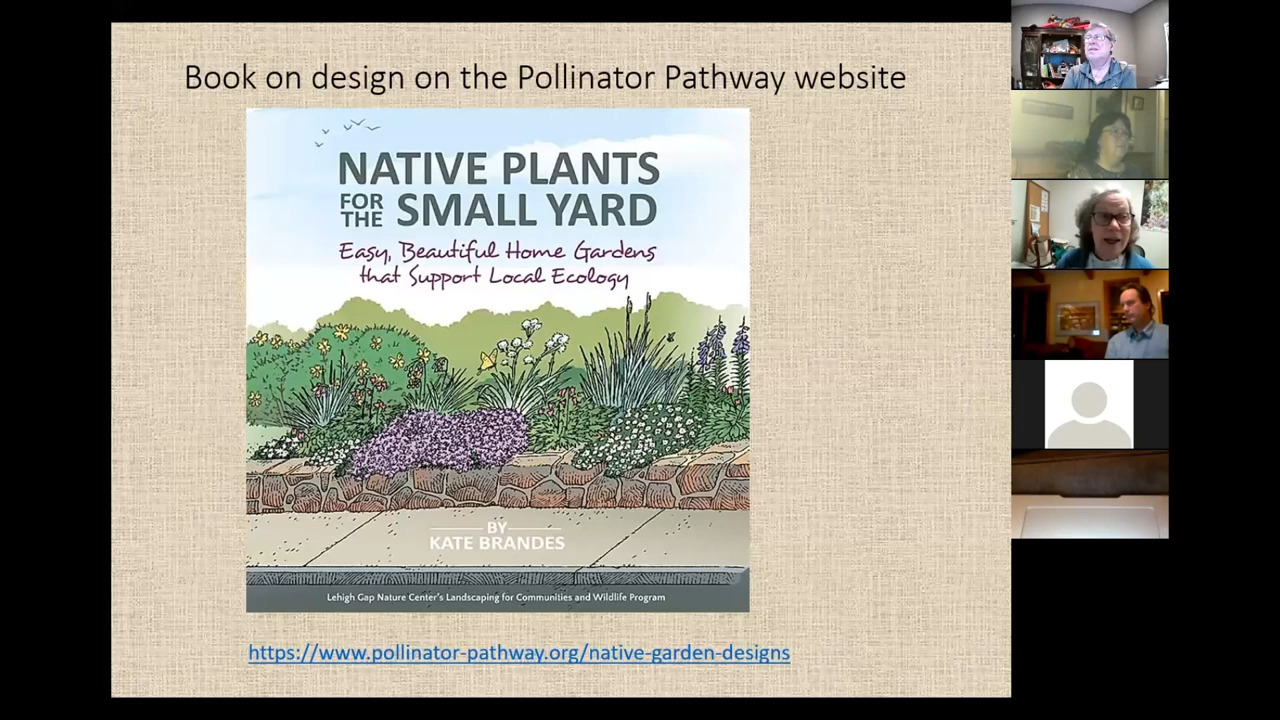 Book on design on the Pollinator Pathway website
NATIVE PLANTS
FOR THE SMALL YARD
Easy, Beautiful Home Gardens
that Support Local Ecology
BY
KATE BRANDES
Lehigh Gap Nature Center's Landscaping for Communities and Wildlife Program
https://www.pollinator-pathway.org/native-garden-designs